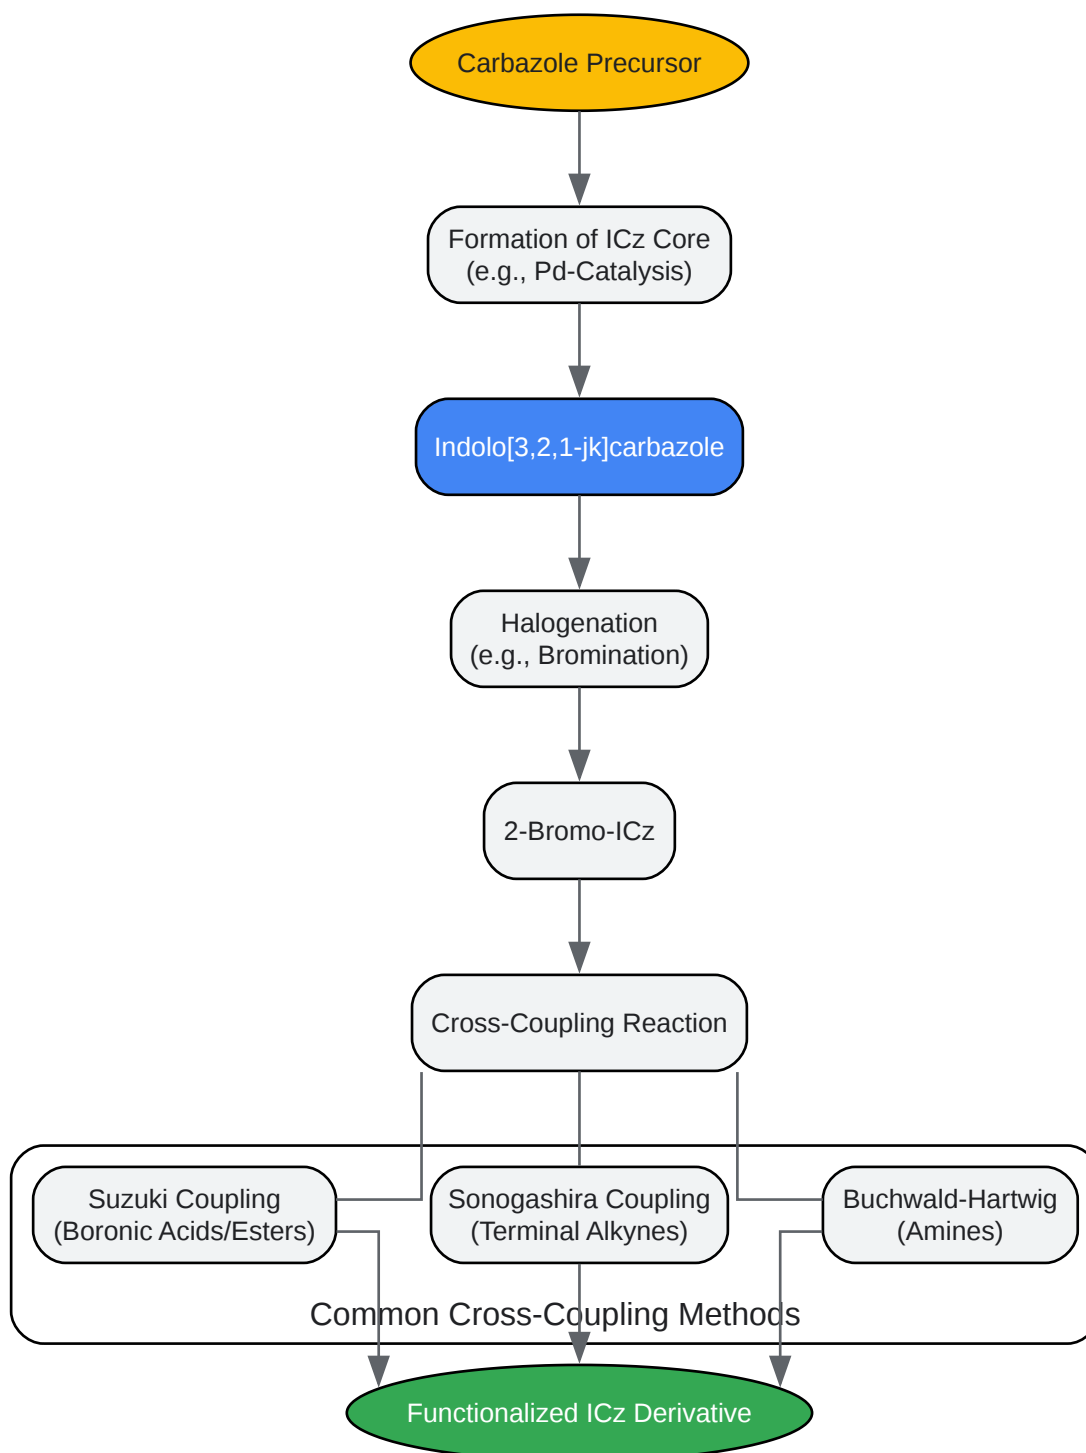 Carbazole Precursor
Formation of ICz Core
(e.g., Pd-Catalysis)
Indolo[3,2,1-jk]carbazole
Halogenation
(e.g., Bromination)
2-Bromo-ICz
Cross-Coupling Reaction
Suzuki Coupling
(Boronic Acids/Esters)
Sonogashira Coupling
(Terminal Alkynes)
Buchwald-Hartwig
(Amines)
Common Cross-Coupling Methods
Functionalized ICz Derivative